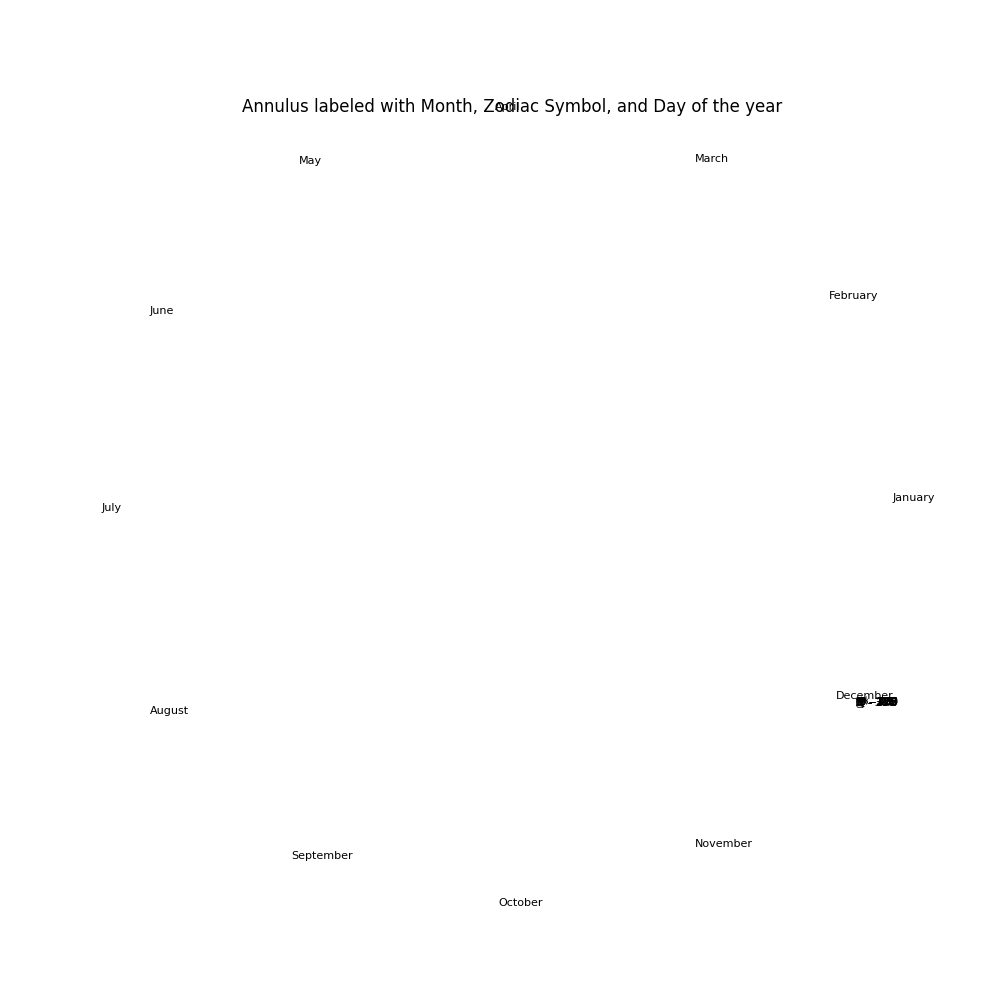 Annulus labeled with Month, Zodiac Symbol, and Day of the year
April
May
March
June
February
July
January
December
August
November
September
October